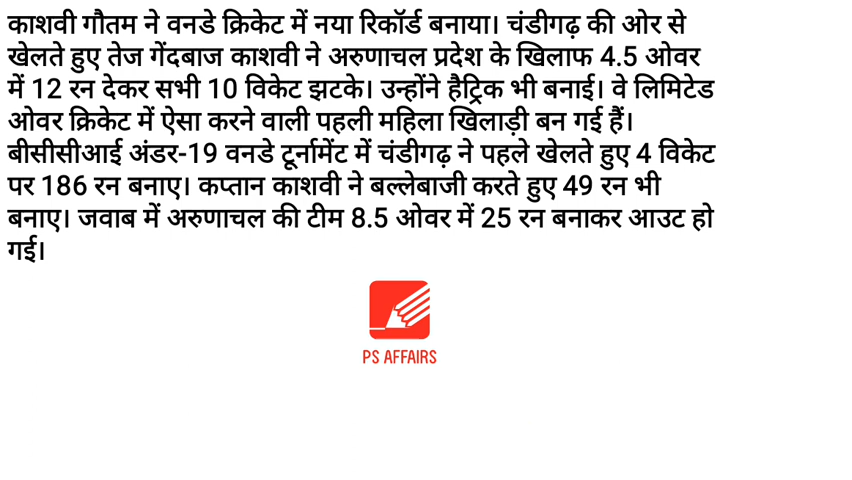 काशवी गौतम ने वनडे क्रिकेट में नया रिकॉर्ड बनाया। चंडीगढ़ की ओर से
खेलते हुए तेज गेंदबाज काशवी ने अरुणाचल प्रदेश के खिलाफ 4.5 ओवर
में 12 रन देकर सभी 10 विकेट झटके। उन्होंने हैट्रिक भी बनाई। वे लिमिटेड
ओवर क्रिकेट में ऐसा करने वाली पहली महिला खिलाड़ी बन गई हैं।
बीसीसीआई अंडर-19 वनडे टूर्नामेंट में चंडीगढ़ ने पहले खेलते हुए 4 विकेट
पर 186 रन बनाए। कप्तान काशवी ने बल्लेबाजी करते हुए 49 रन भी
बनाए। जवाब में अरुणाचल की टीम 8.5 ओवर में 25 रन बनाकर आउट हो
गई।
PS AFFAIRS